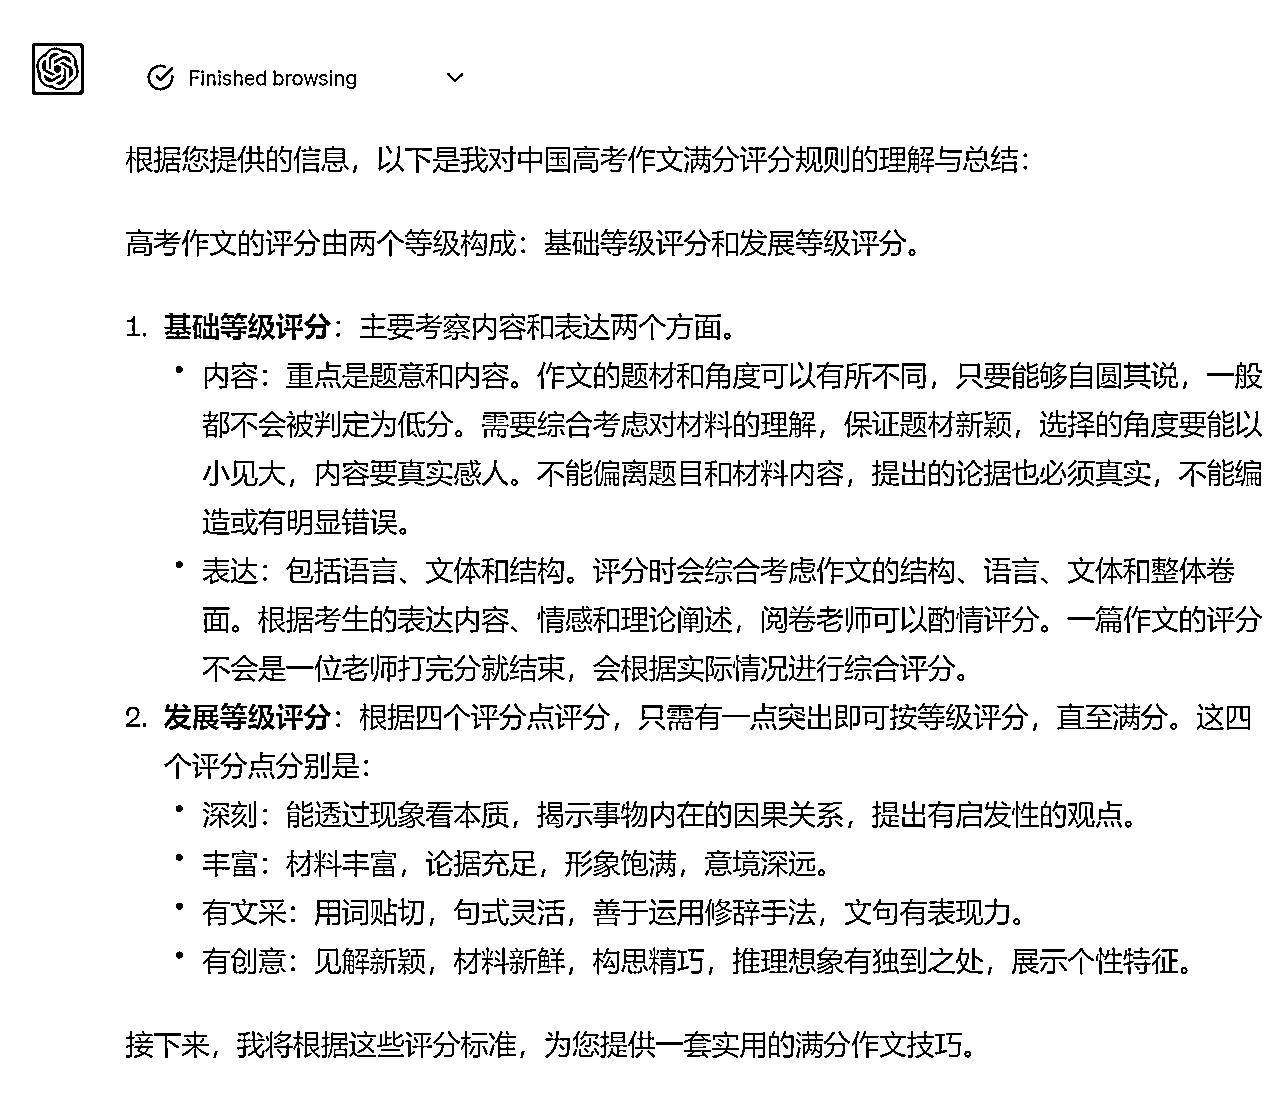 Finished browsing
根据您提供的信息，以下是我对中国高考作文满分评分规则的理解与总结：
高考作文的评分由两个等级构成：基础等级评分和发展等级评分。
1. 基础等级评分：主要考察内容和表达两个方面。
• 内容：重点是题意和内容。作文的题材和角度可以有所不同，只要能够自圆其说，一般
都不会被判定为低分。需要综合考虑对材料的理解，保证题材新颖，选择的角度要能以
小见大，内容要真实感人。不能偏离题目和材料内容，提出的论据也必须真实，不能编
造或有明显错误。
• 表达：包括语言、文体和结构。评分时会综合考虑作文的结构、语言、文体和整体卷
面。根据考生的表达内容、情感和理论阐述，阅卷老师可以酌情评分。一篇作文的评分
不会是一位老师打完分就结束，会根据实际情况进行综合评分。
2. 发展等级评分：根据四个评分点评分，只需有一点突出即可按等级评分，直至满分。这四
个评分点分别是：
• 深刻：能透过现象看本质，揭示事物内在的因果关系，提出有启发性的观点。
• 丰富：材料丰富，论据充足，形象饱满，意境深远。
• 有文采：用词贴切，句式灵活，善于运用修辞手法，文句有表现力。
• 有创意：见解新颖，材料新鲜，构思精巧，推理想象有独到之处，展示个性特征。
接下来，我将根据这些评分标准，为您提供一套实用的满分作文技巧。